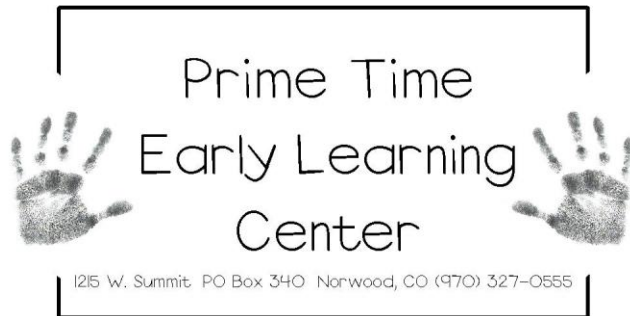 Prime Time
Early Learning
Center
1215 W. Summit PO Box 340 Norwood, CO (970) 327-0555